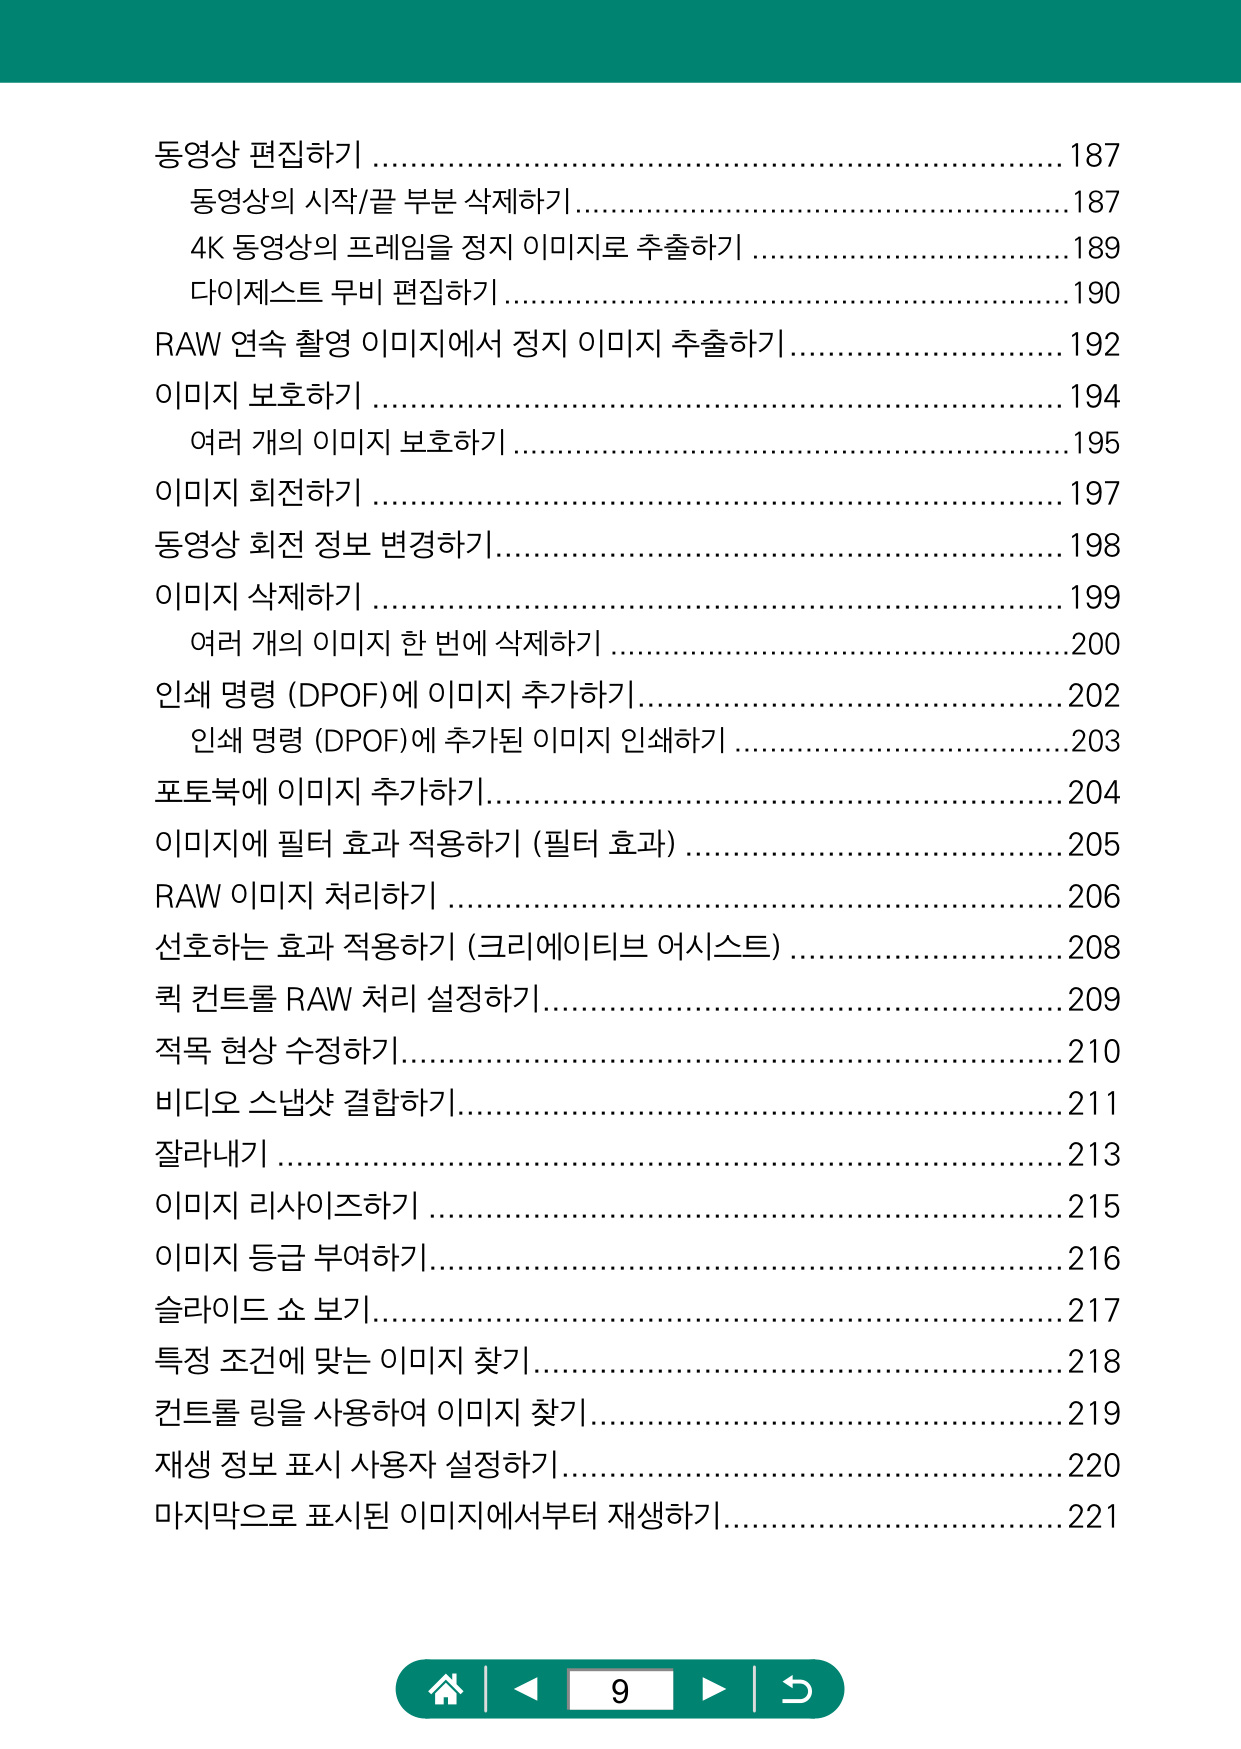 동영상 편집하기 ........................................................................ 187
동영상의 시작/끝 부분 삭제하기........................................................187
4K 동영상의 프레임을 정지 이미지로 추출하기 ....................................189
다이제스트 무비 편집하기................................................................190
RAW 연속 촬영 이미지에서 정지 이미지 추출하기............................. 192
이미지 보호하기 ........................................................................ 194
여러 개의 이미지 보호하기 ...............................................................195
이미지 회전하기 ........................................................................ 197
동영상 회전 정보 변경하기............................................................ 198
이미지 삭제하기 ........................................................................ 199
여러 개의 이미지 한 번에 삭제하기 ....................................................200
인쇄 명령 (DPOF)에 이미지 추가하기............................................. 202
인쇄 명령 (DPOF)에 추가된 이미지 인쇄하기 ......................................203
포토북에 이미지 추가하기............................................................. 204
이미지에 필터 효과 적용하기 (필터 효과) ........................................ 205
RAW 이미지 처리하기 ................................................................. 206
선호하는 효과 적용하기 (크리에이티브 어시스트) ............................. 208
퀵 컨트롤 RAW 처리 설정하기....................................................... 209
적목 현상 수정하기...................................................................... 210
비디오 스냅샷 결합하기................................................................ 211
잘라내기 ................................................................................... 213
이미지 리사이즈하기 ................................................................... 215
이미지 등급 부여하기................................................................... 216
슬라이드 쇼 보기......................................................................... 217
특정 조건에 맞는 이미지 찾기........................................................ 218
컨트롤 링을 사용하여 이미지 찾기.................................................. 219
재생 정보 표시 사용자 설정하기..................................................... 220
마지막으로 표시된 이미지에서부터 재생하기.................................... 221
9